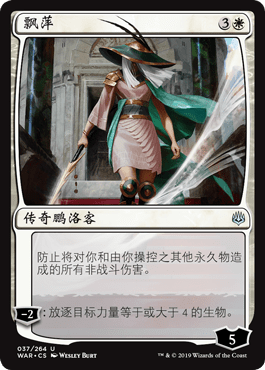 飘萍 3
传奇鹏洛客
防止将对你和由你操控之其他永久物造
成的所有非战斗伤害。
-2 : 放逐目标力量等于或大于 4 的生物。
5
037/264 U
WAR • CS WESLEY BURT
™ & © 2019 Wizards of the Coast